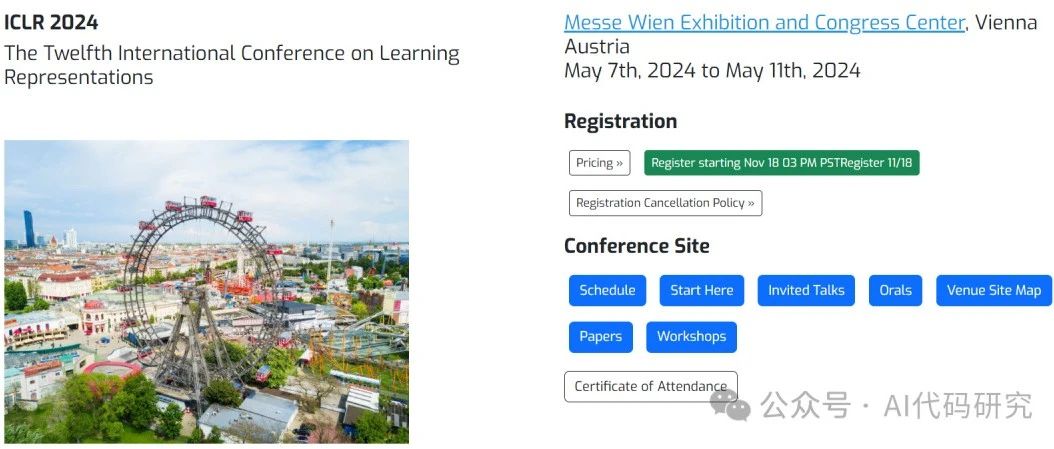 ICLR 2024
The Twelfth International Conference on Learning
Representations
Messe Wien Exhibition and Congress Center, Vienna
Austria
May 7th, 2024 to May 11th, 2024
Registration
Pricing »
Register starting Nov 18 03 PM PSTRegister 11/18
Registration Cancellation Policy »
Conference Site
Schedule
Start Here
Invited Talks
Orals
Venue Site Map
Papers
Workshops
Certificate of Attendance
公众号 · AI代码研究